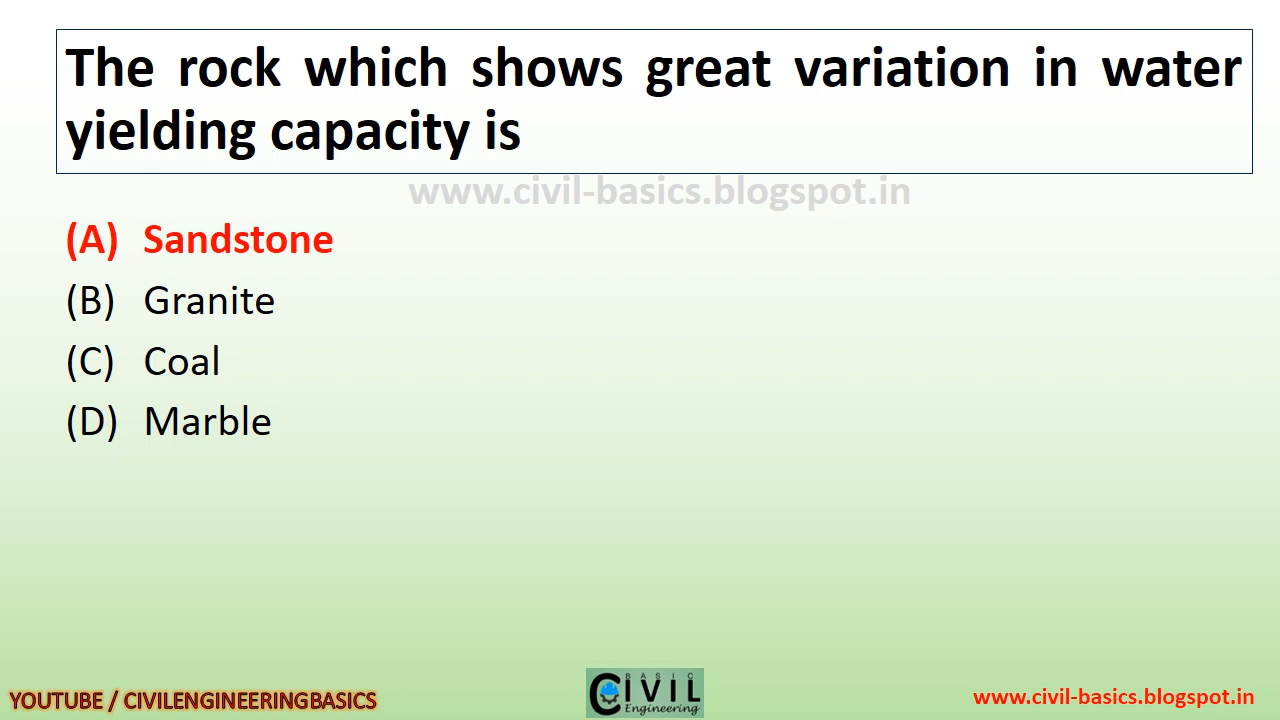 The rock which shows great variation in water
yielding capacity is
www.civil-basics.blogspot.in
(A) Sandstone
(B) Granite
(C) Coal
(D) Marble
YOUTUBE / CIVILENGINEERINGBASICS
BASIC
CIVIL
Engineering
www.civil-basics.blogspot.in